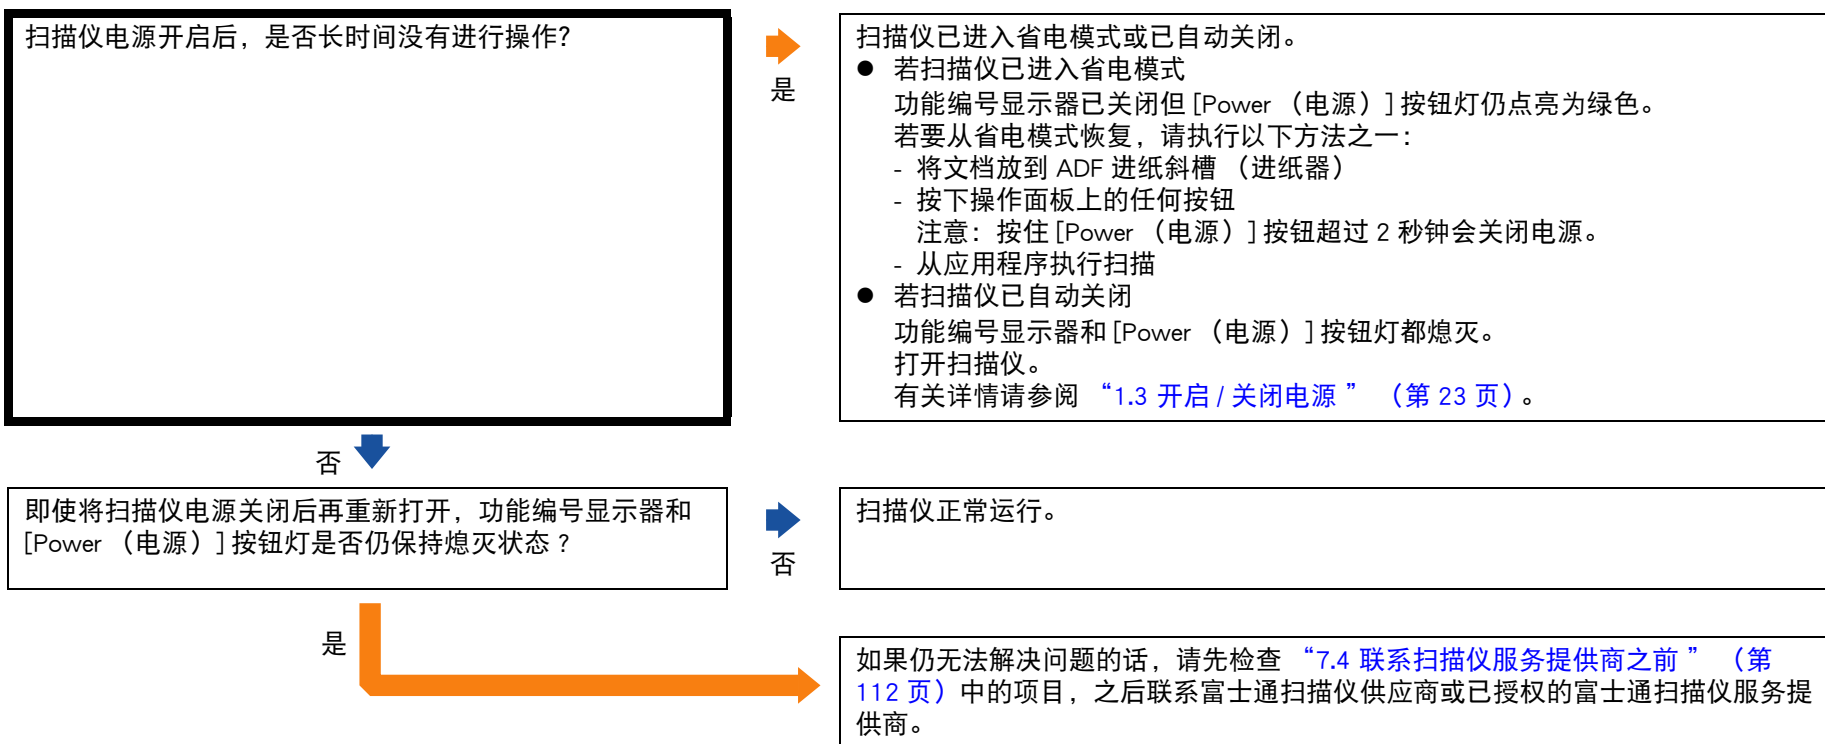 扫描仪电源开启后，是否长时间没有进行操作?
是
扫描仪已进入省电模式或已自动关闭。
● 若扫描仪已进入省电模式
功能编号显示器已关闭但 [Power （电源）] 按钮灯仍点亮为绿色。
若要从省电模式恢复，请执行以下方法之一：
- 将文档放到 ADF 进纸斜槽 （进纸器）
- 按下操作面板上的任何按钮
注意：按住 [Power （电源）] 按钮超过 2 秒钟会关闭电源。
- 从应用程序执行扫描
● 若扫描仪已自动关闭
功能编号显示器和 [Power （电源）] 按钮灯都熄灭。
打开扫描仪。
有关详情请参阅 “1.3 开启 / 关闭电源 ” （第 23 页）。
否
即使将扫描仪电源关闭后再重新打开，功能编号显示器和
[Power （电源）] 按钮灯是否仍保持熄灭状态 ?
否
扫描仪正常运行。
是
如果仍无法解决问题的话，请先检查 “7.4 联系扫描仪服务提供商之前 ” （第
112 页）中的项目，之后联系富士通扫描仪供应商或已授权的富士通扫描仪服务提
供商。